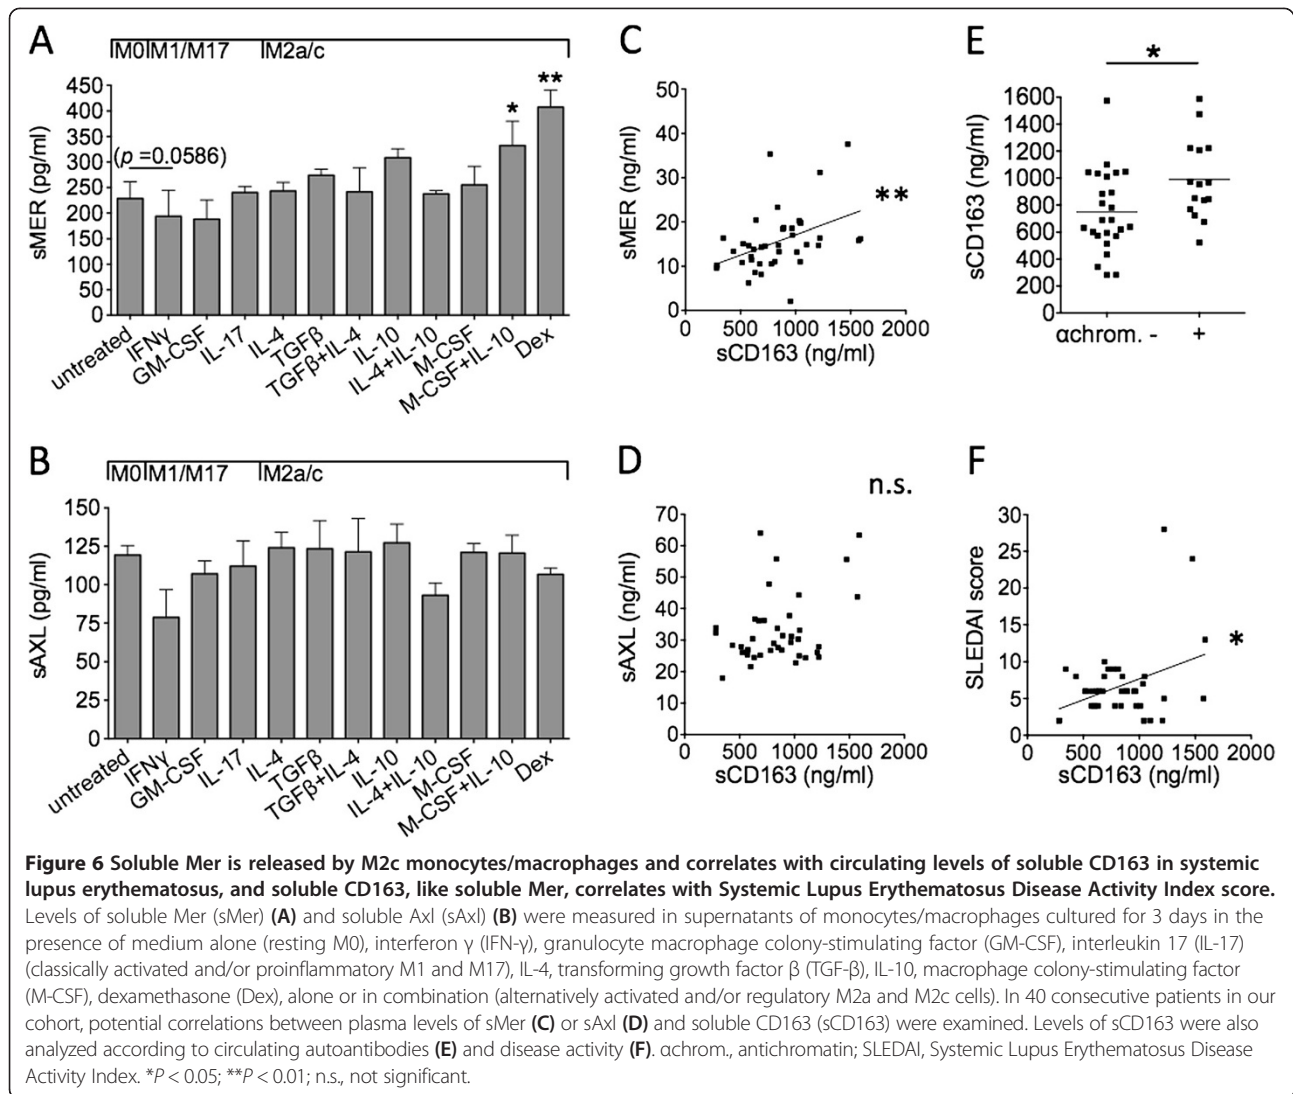 A
M0 M1/M17 M2a/c
sMER (pg/ml)
450
400
350
300
250
200
150
100
50
0
(p =0.0586)
*
**
untreated
IFNγ
GM-CSF
IL-17
IL-4
TGFβ
TGFβ+IL-4
IL-10
IL-4+IL-10
M-CSF
M-CSF+IL-10
Dex
C
sMER (ng/ml)
50
40
30
20
10
0
**
0 500 1000 1500 2000
sCD163 (ng/ml)
E
*
sCD163 (ng/ml)
1600
1400
1200
1000
800
600
400
200
0
αchrom. - +
B
M0 M1/M17 M2a/c
sAXL (pg/ml)
150
125
100
75
50
25
0
untreated
IFNγ
GM-CSF
IL-17
IL-4
TGFβ
TGFβ+IL-4
IL-10
IL-4+IL-10
M-CSF
M-CSF+IL-10
Dex
D
n.s.
sAXL (ng/ml)
70
60
50
40
30
20
10
0
0 500 1000 1500 2000
sCD163 (ng/ml)
F
SLEDAI score
30
25
20
15
10
5
0
*
0 500 1000 1500 2000
sCD163 (ng/ml)
Figure 6 Soluble Mer is released by M2c monocytes/macrophages and correlates with circulating levels of soluble CD163 in systemic
lupus erythematosus, and soluble CD163, like soluble Mer, correlates with Systemic Lupus Erythematosus Disease Activity Index score.
Levels of soluble Mer (sMer) (A) and soluble Axl (sAxl) (B) were measured in supernatants of monocytes/macrophages cultured for 3 days in the
presence of medium alone (resting M0), interferon γ (IFN-γ), granulocyte macrophage colony-stimulating factor (GM-CSF), interleukin 17 (IL-17)
(classically activated and/or proinflammatory M1 and M17), IL-4, transforming growth factor β (TGF-β), IL-10, macrophage colony-stimulating factor
(M-CSF), dexamethasone (Dex), alone or in combination (alternatively activated and/or regulatory M2a and M2c cells). In 40 consecutive patients in our
cohort, potential correlations between plasma levels of sMer (C) or sAxl (D) and soluble CD163 (sCD163) were examined. Levels of sCD163 were also
analyzed according to circulating autoantibodies (E) and disease activity (F). αchrom., antichromatin; SLEDAI, Systemic Lupus Erythematosus Disease
Activity Index. *P < 0.05; **P < 0.01; n.s., not significant.